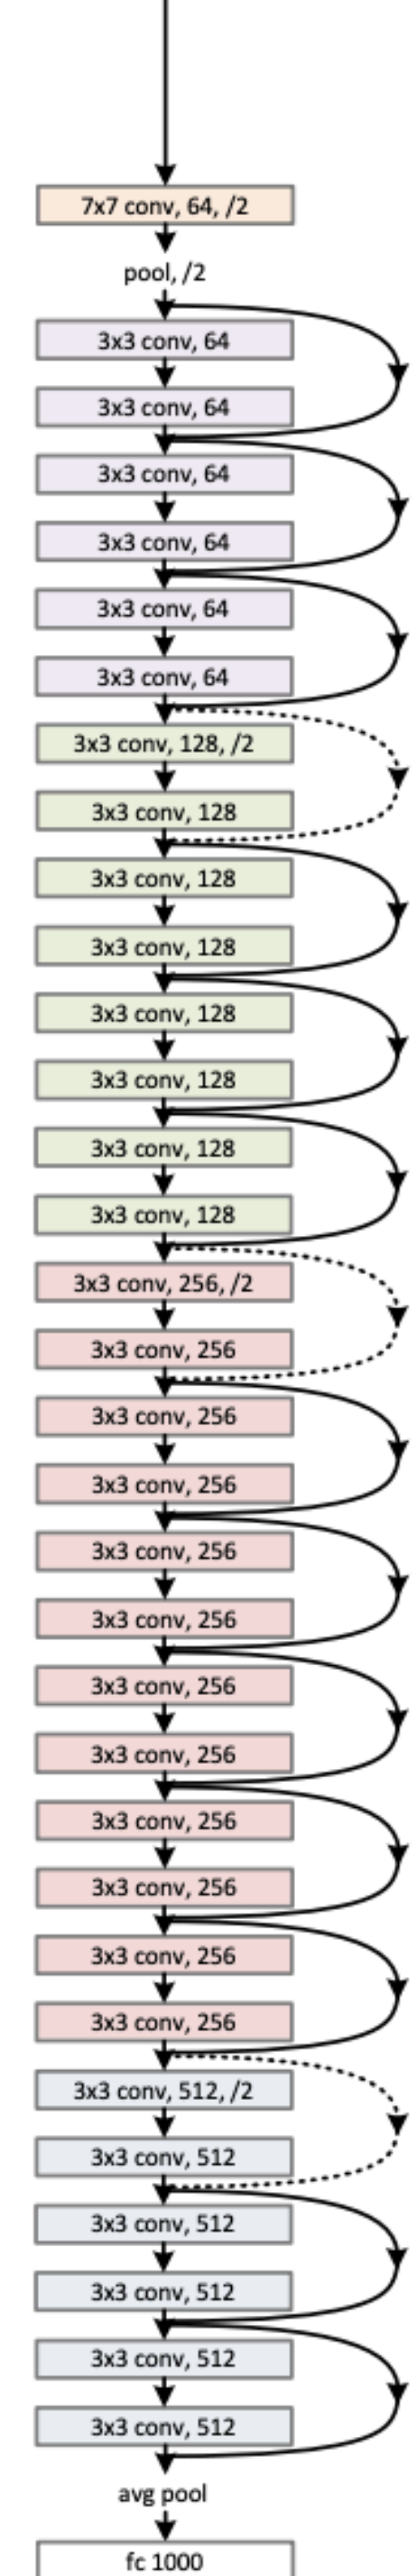 7x7 conv, 64, /2
pool, /2
3x3 conv, 64
3x3 conv, 64
3x3 conv, 64
3x3 conv, 64
3x3 conv, 64
3x3 conv, 64
3x3 conv, 128, /2
3x3 conv, 128
3x3 conv, 128
3x3 conv, 128
3x3 conv, 128
3x3 conv, 128
3x3 conv, 128
3x3 conv, 128
3x3 conv, 256, /2
3x3 conv, 256
3x3 conv, 256
3x3 conv, 256
3x3 conv, 256
3x3 conv, 256
3x3 conv, 256
3x3 conv, 256
3x3 conv, 256
3x3 conv, 256
3x3 conv, 256
3x3 conv, 256
3x3 conv, 512, /2
3x3 conv, 512
3x3 conv, 512
3x3 conv, 512
3x3 conv, 512
3x3 conv, 512
avg pool
fc 1000